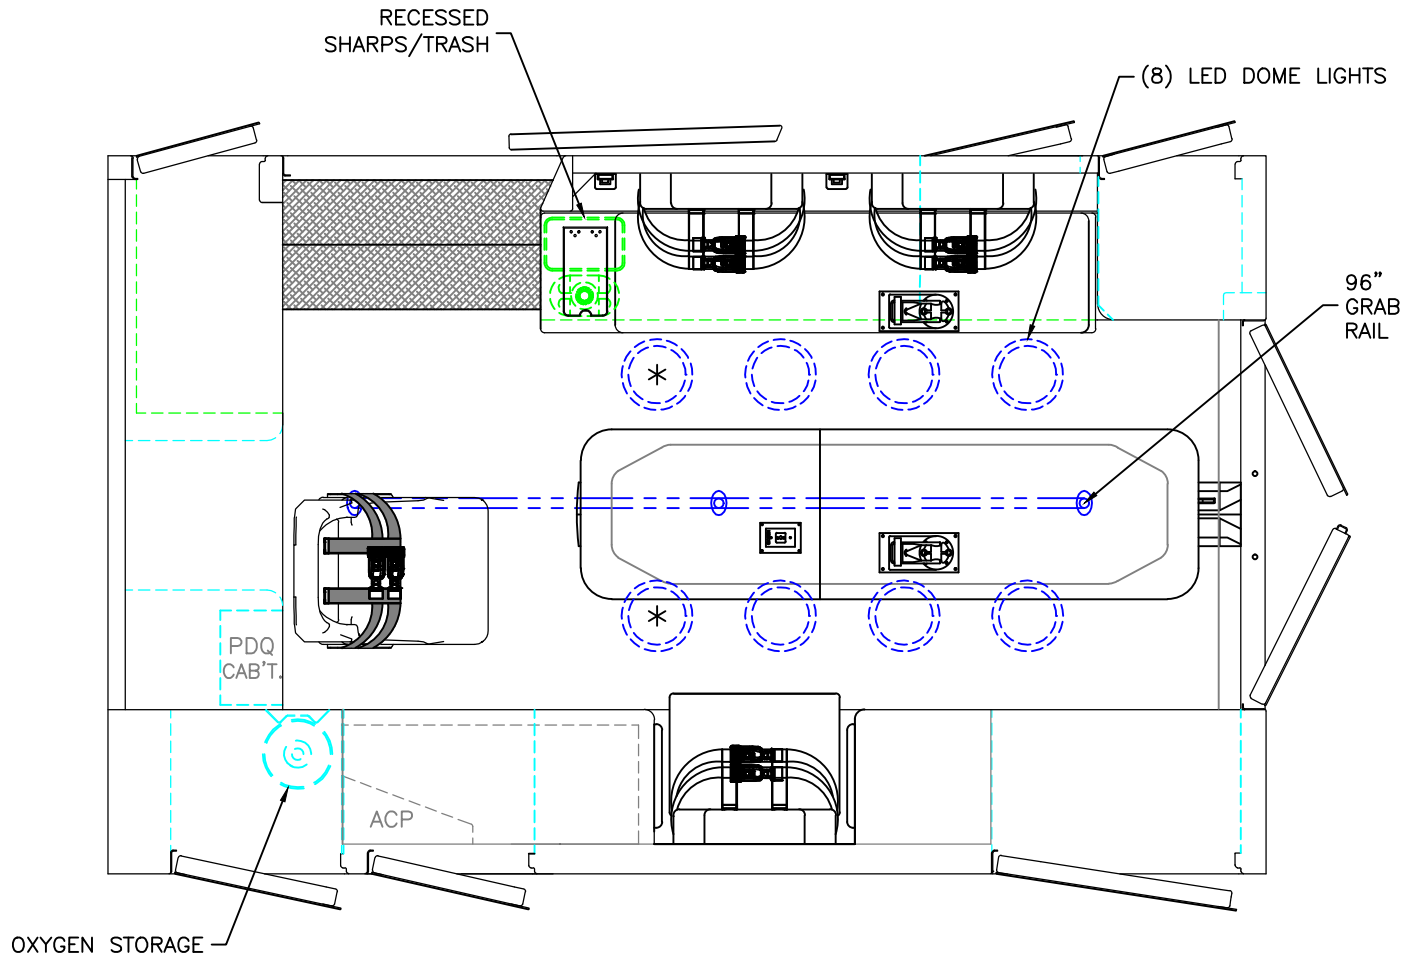 RECESSED
SHARPS/TRASH
(8) LED DOME LIGHTS
96”
GRAB
RAIL
PDQ
CAB'T.
ACP
OXYGEN STORAGE